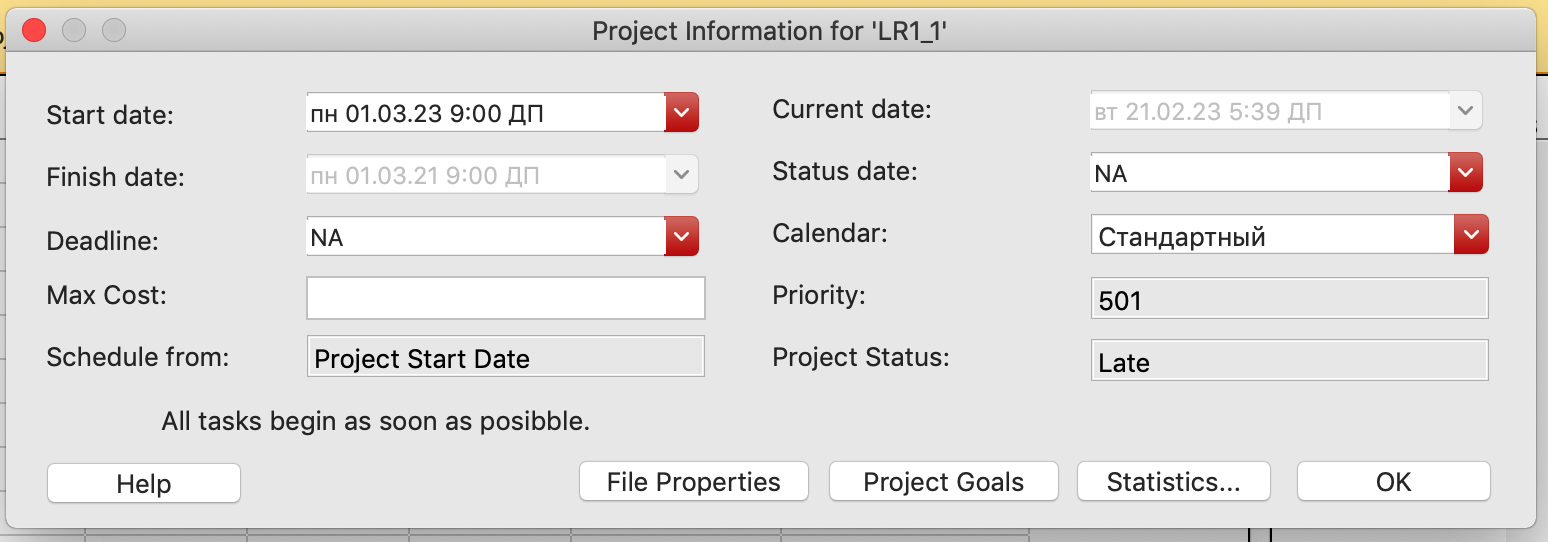 Project Information for 'LR1_1'
Start date:
пн 01.03.23 9:00 ДП
Finish date:
пн 01.03.21 9:00 ДП
Deadline:
NA
Max Cost:
Schedule from:
Project Start Date
All tasks begin as soon as posibble.
Current date:
вт 21.02.23 5:39 ДП
Status date:
NA
Calendar:
Стандартный
Priority:
501
Project Status:
Late
Help
File Properties
Project Goals
Statistics...
OK